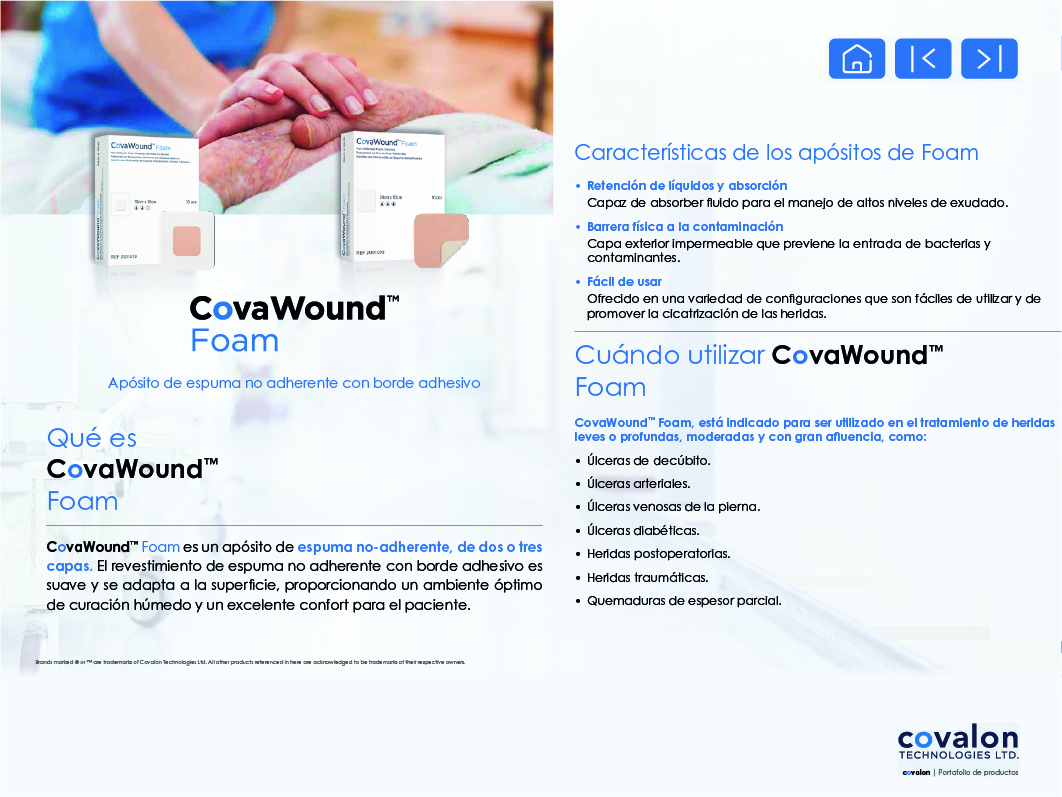 CovaWound™ Foam
10cm x 10cm
10 pcs
REF 2001010
CovaWound™ Foam
10cm x 10cm
10 pcs
CovaWound™
Foam
Apósito de espuma no adherente con borde adhesivo
Qué es
CovaWound™
Foam
CovaWound™ Foam es un apósito de espuma no-adherente, de dos o tres
capas. El revestimiento de espuma no adherente con borde adhesivo es
suave y se adapta a la superficie, proporcionando un ambiente óptimo
de curación húmedo y un excelente confort para el paciente.
Brands marked ® or ™ are trademarks of Covalon Technologies Ltd. All other products referenced in here are acknowledged to be trademarks of their respective owners.
Características de los apósitos de Foam
• Retención de líquidos y absorción
Capaz de absorber fluido para el manejo de altos niveles de exudado.
• Barrera física a la contaminación
Capa exterior impermeable que previene la entrada de bacterias y
contaminantes.
• Fácil de usar
Ofrecido en una variedad de configuraciones que son fáciles de utilizar y de
promover la cicatrización de las heridas.
Cuándo utilizar CovaWound™
Foam
CovaWound™ Foam, está indicado para ser utilizado en el tratamiento de heridas
leves o profundas, moderadas y con gran afluencia, como:
• Úlceras de decúbito.
• Úlceras arteriales.
• Úlceras venosas de la pierna.
• Úlceras diabéticas.
• Heridas postoperatorias.
• Heridas traumáticas.
• Quemaduras de espesor parcial.
covalon
TECHNOLOGIES LTD.
covalon | Portafolio de productos